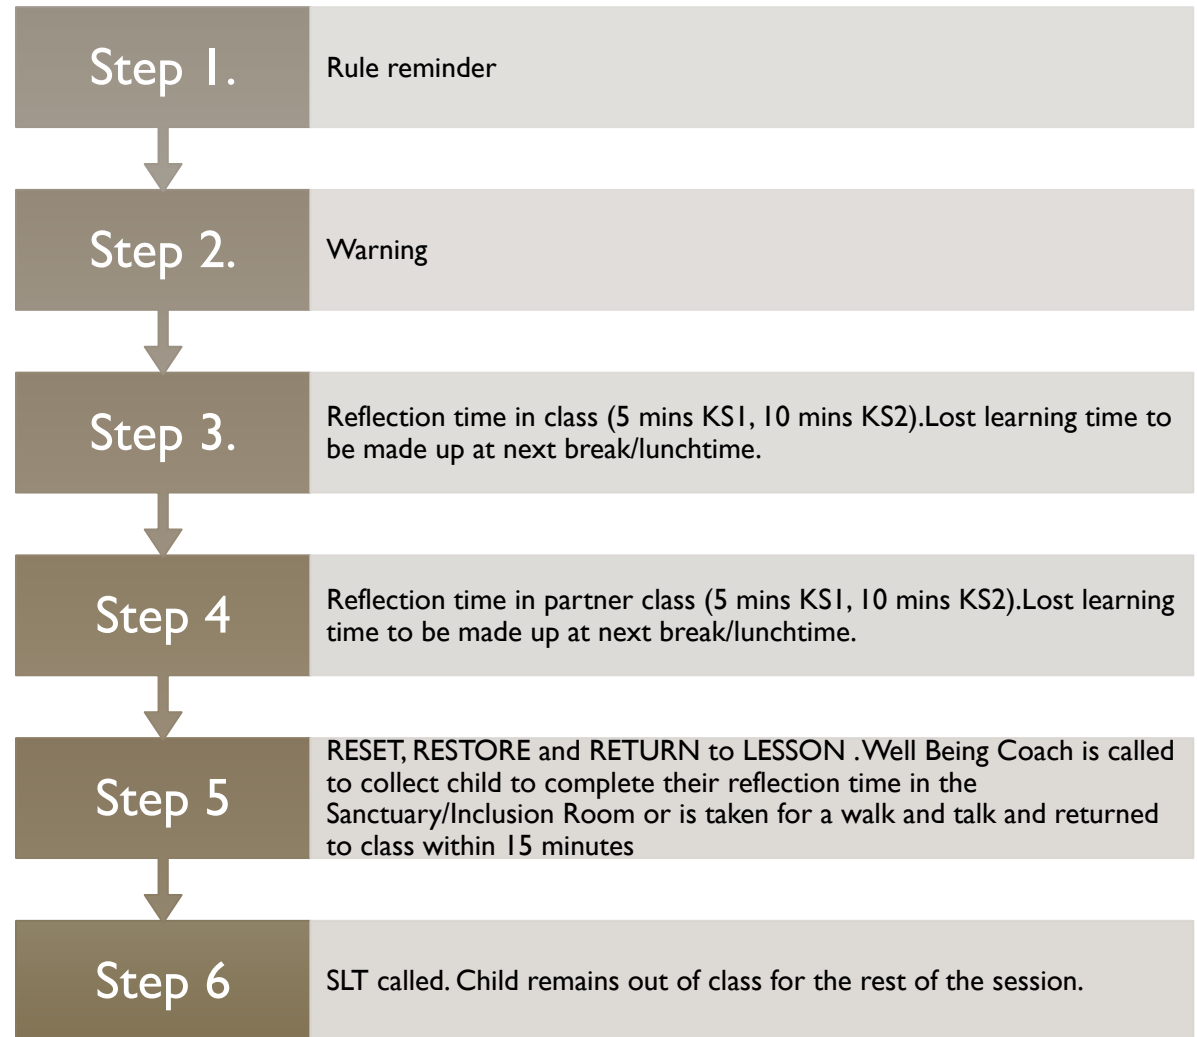 Step 1.
Rule reminder
Step 2.
Warning
Step 3.
Reflection time in class (5 mins KS1, 10 mins KS2).Lost learning time to
be made up at next break/lunchtime.
Step 4
Reflection time in partner class (5 mins KS1, 10 mins KS2).Lost learning
time to be made up at next break/lunchtime.
Step 5
RESET, RESTORE and RETURN to LESSON . Well Being Coach is called
to collect child to complete their reflection time in the
Sanctuary/Inclusion Room or is taken for a walk and talk and returned
to class within 15 minutes
Step 6
SLT called. Child remains out of class for the rest of the session.